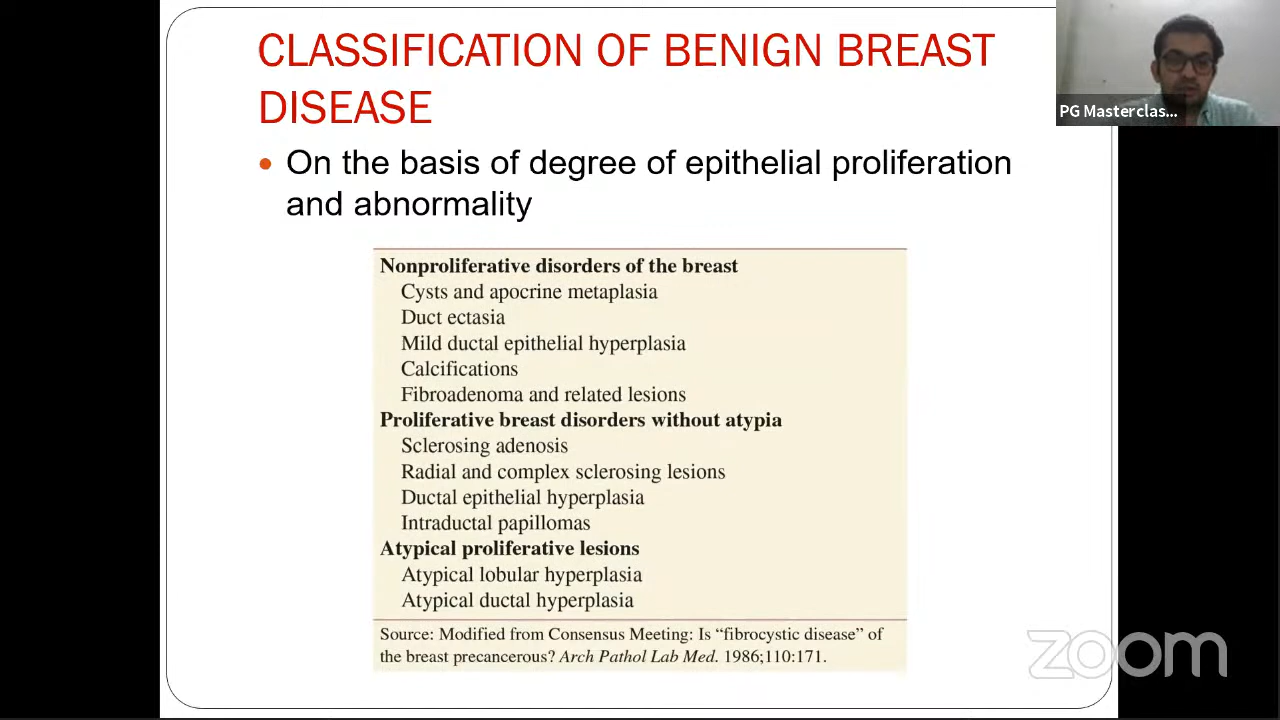 CLASSIFICATION OF BENIGN BREAST
DISEASE
PG Masterclas...
• On the basis of degree of epithelial proliferation
and abnormality
Nonproliferative disorders of the breast
Cysts and apocrine metaplasia
Duct ectasia
Mild ductal epithelial hyperplasia
Calcifications
Fibroadenoma and related lesions
Proliferative breast disorders without atypia
Sclerosing adenosis
Radial and complex sclerosing lesions
Ductal epithelial hyperplasia
Intraductal papillomas
Atypical proliferative lesions
Atypical lobular hyperplasia
Atypical ductal hyperplasia
Source: Modified from Consensus Meeting: Is “fibrocystic disease” of
the breast precancerous? Arch Pathol Lab Med. 1986;110:171.
zoom